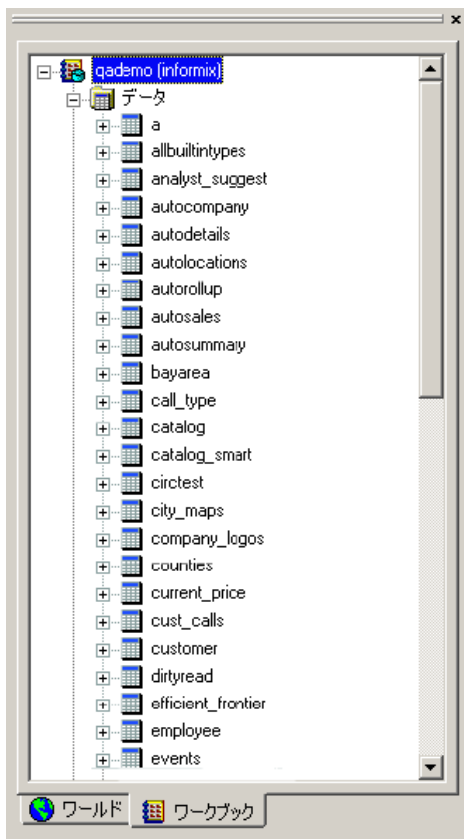 qademo (informix)
データ
a
allbuiltintypes
analyst_suggest
autocompany
autodetails
autolocations
autorollup
autosales
autosummary
bayarea
call_type
catalog
catalog_smart
circtest
city_maps
company_logos
counties
current_price
cust_calls
customer
dirtyread
efficient_frontier
employee
events
ワールド ワークブック